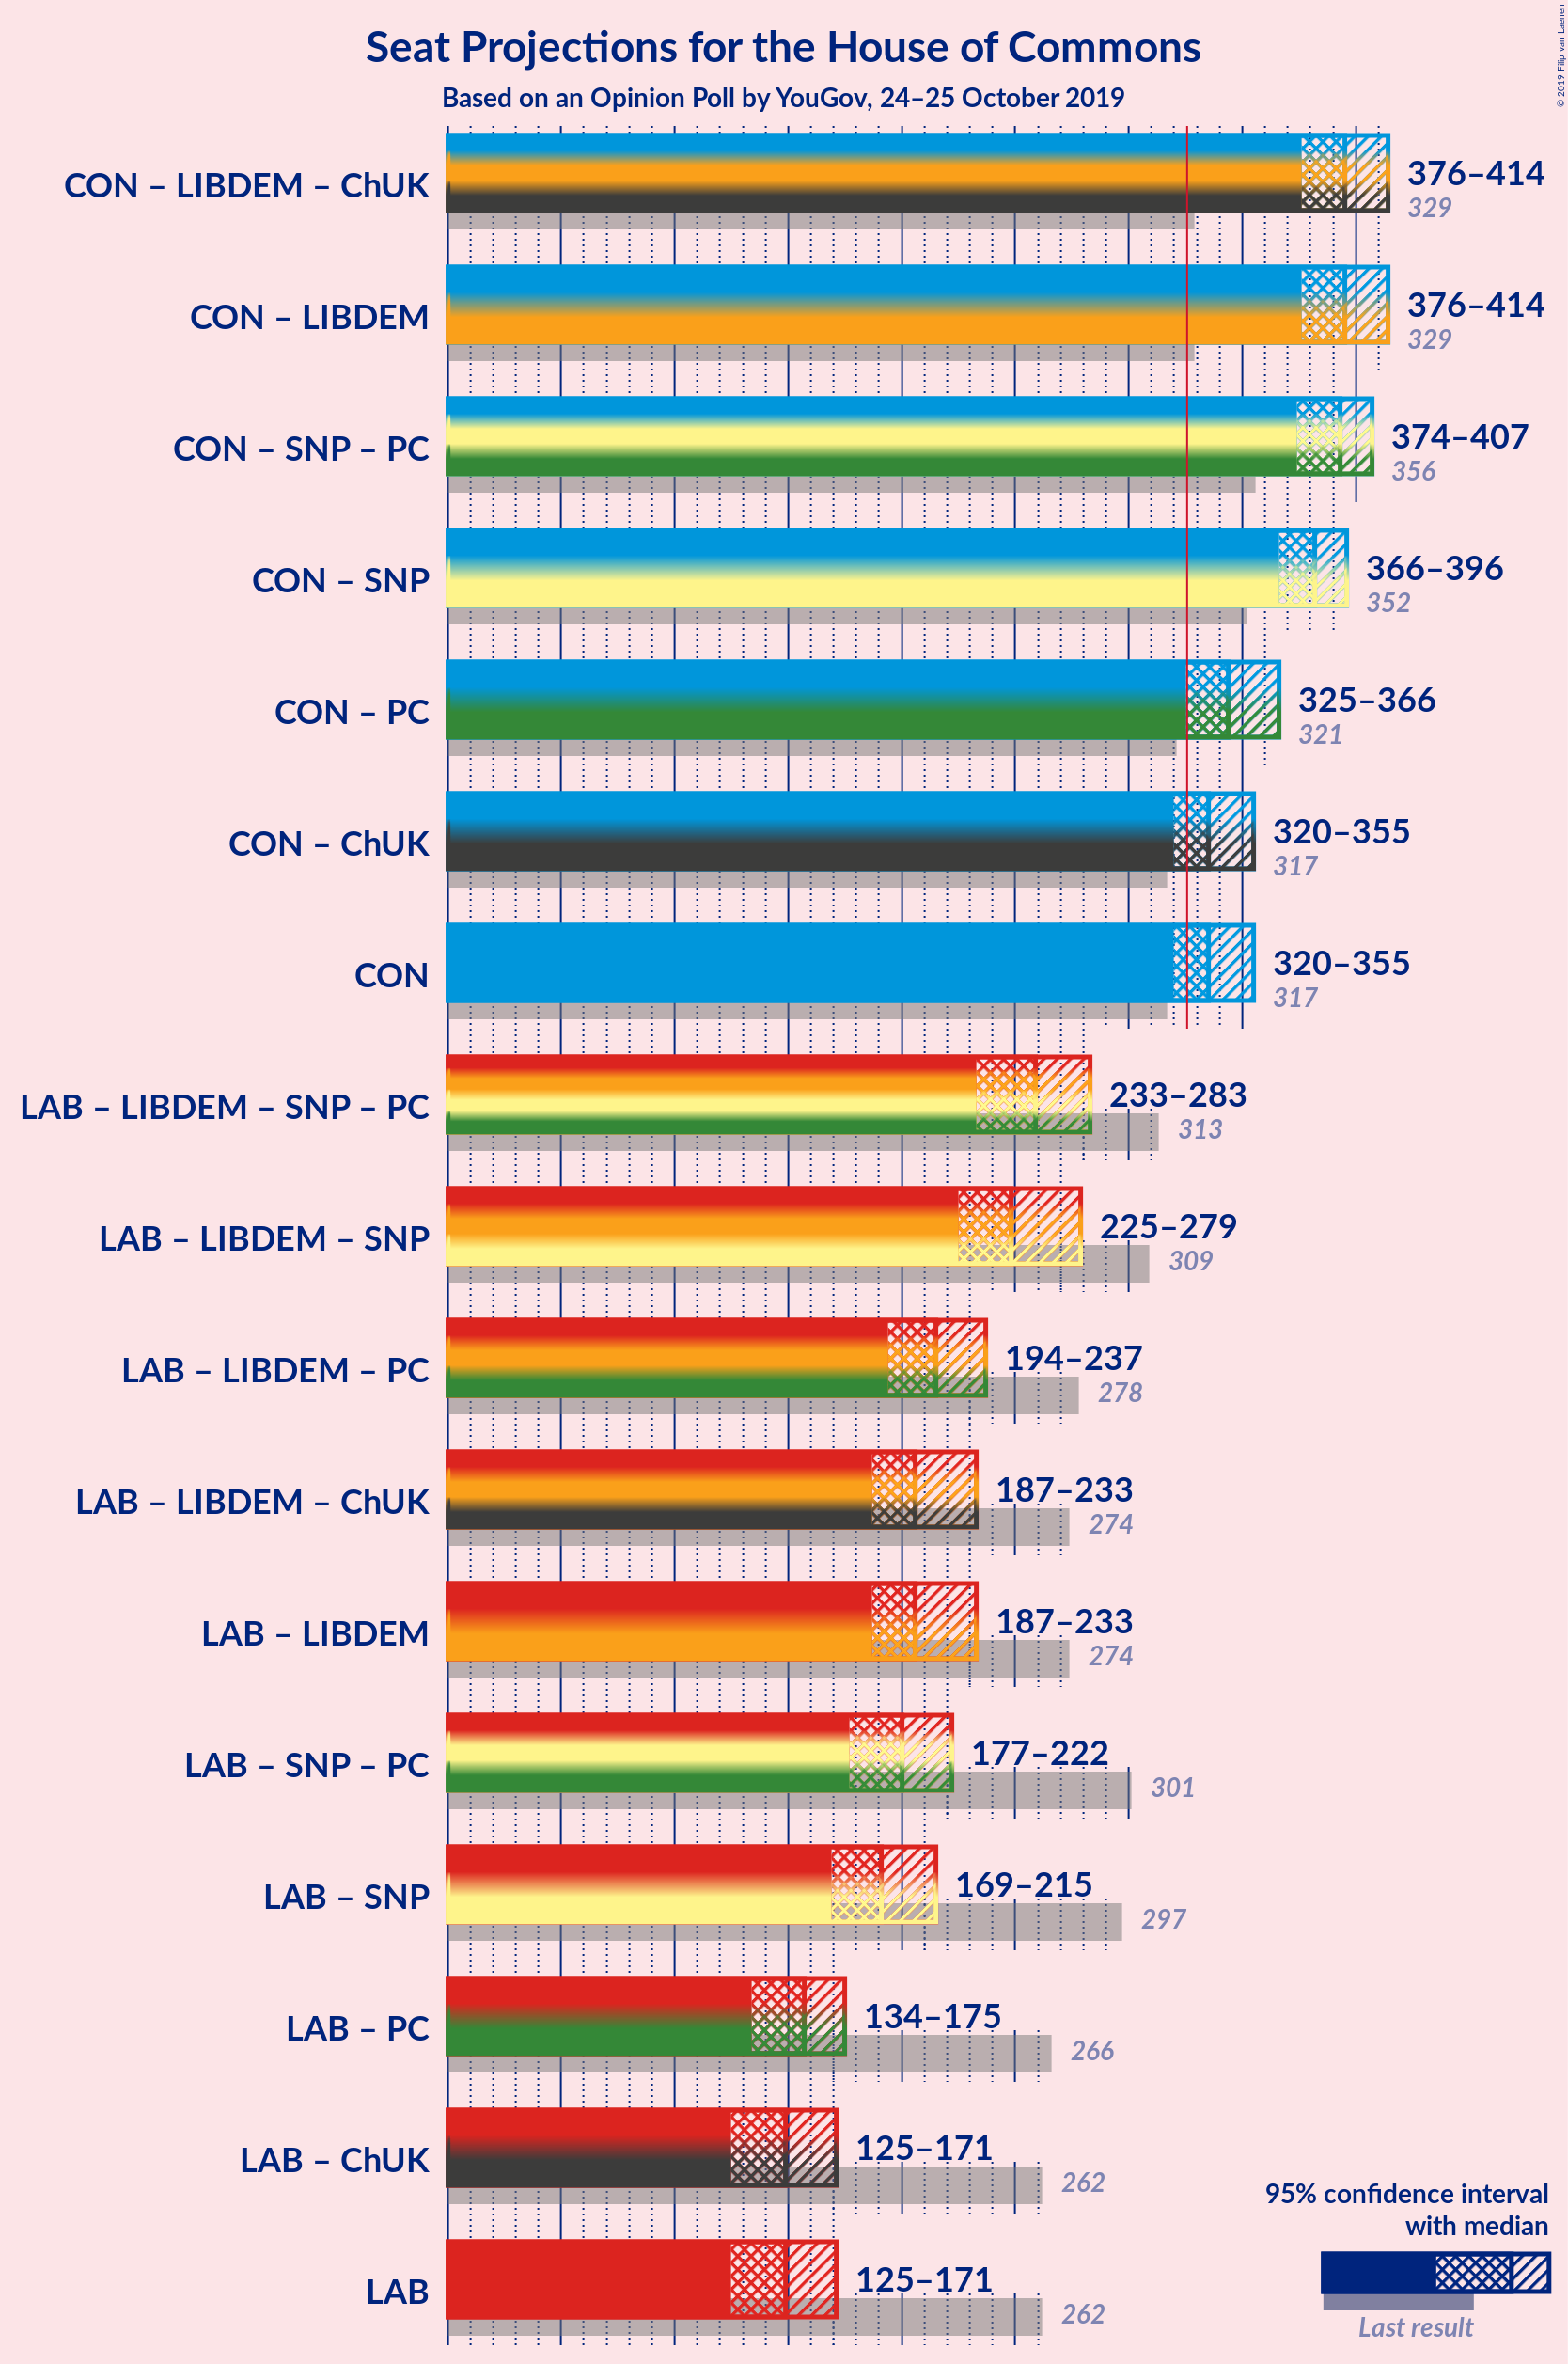 Seat Projections for the House of Commons
Based on an Opinion Poll by YouGov, 24–25 October 2019
© 2019 Filip van Laenen
CON – LIBDEM – ChUK
376–414
329
CON – LIBDEM
376–414
329
CON – SNP – PC
374–407
356
CON – SNP
366–396
352
CON – PC
325–366
321
CON – ChUK
320–355
317
CON
320–355
317
LAB – LIBDEM – SNP – PC
233–283
313
LAB – LIBDEM – SNP
225–279
309
LAB – LIBDEM – PC
194–237
278
LAB – LIBDEM – ChUK
187–233
274
LAB – LIBDEM
187–233
274
LAB – SNP – PC
177–222
301
LAB – SNP
169–215
297
LAB – PC
134–175
266
LAB – ChUK
125–171
262
LAB
125–171
262
95% confidence interval
with median
Last result